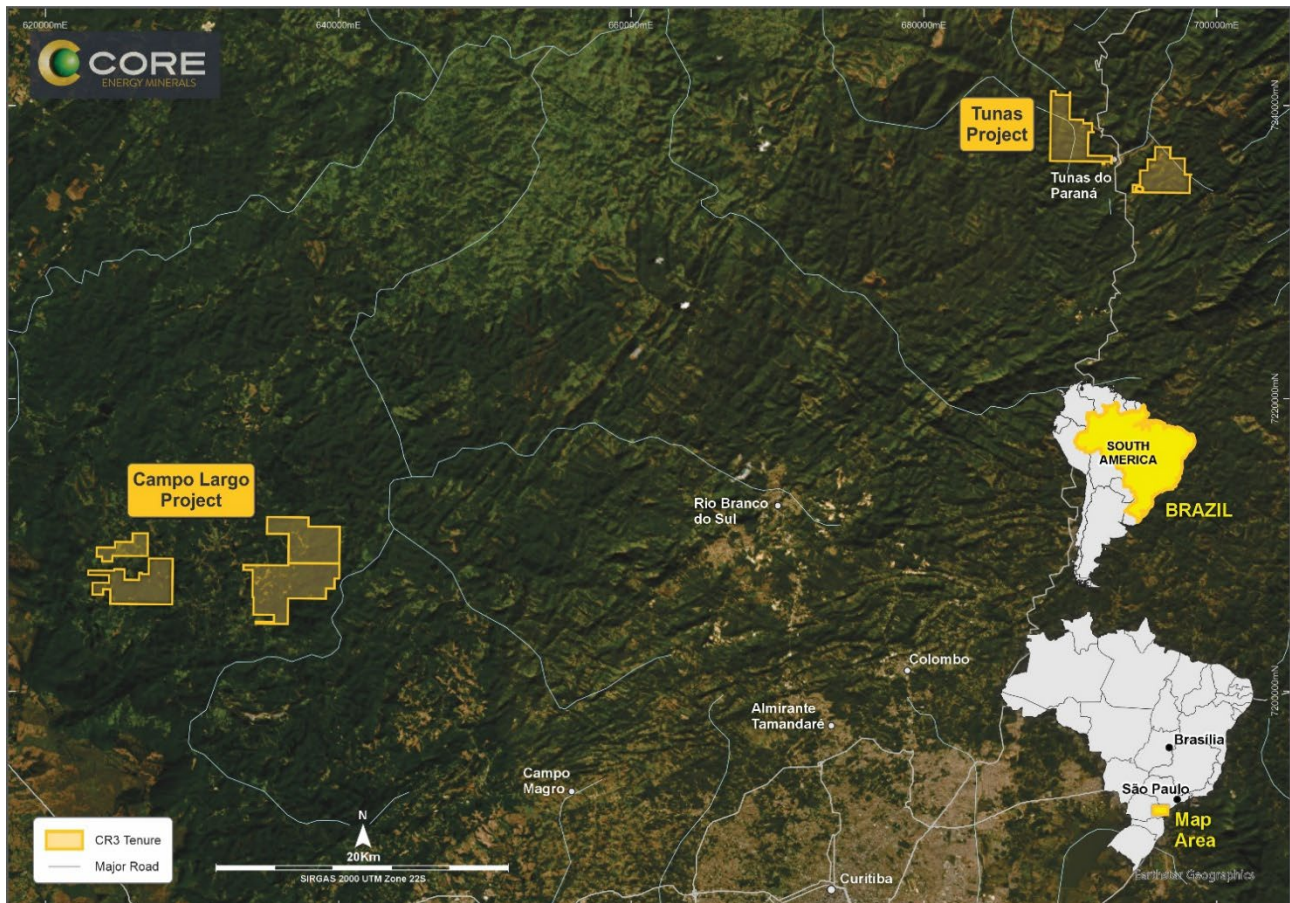 620000mE
640000mE
660000mE
680000mE
700000mE
CORE
ENERGY MINERALS
Tunas
Project
7240000mN
Tunas do
Paraná
7220000mN
SOUTH
AMERICA
BRAZIL
Campo Largo
Project
Rio Branco
do Sul
Colombo
7200000mN
Almirante
Tamandaré
Brasília
Campo
Magro
São Paulo
Map
Area
N
20Km
SIRGAS 2000 UTM Zone 22S
CR3 Tenure
Major Road
Curitiba
Earthstar Geographics